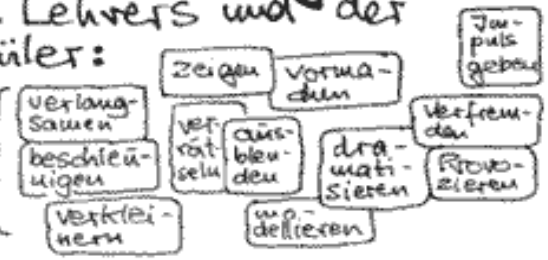 Lehrers und der
üler:
Im-
puls
geben
zeigen
vorma-
chen
verlang-
samen
ver-
rät-
seln
aus-
blen-
den
dra-
mati-
sieren
verfrem-
den
beschleu-
nigen
Provo-
zieren
verklei-
nern
mo-
dellieren